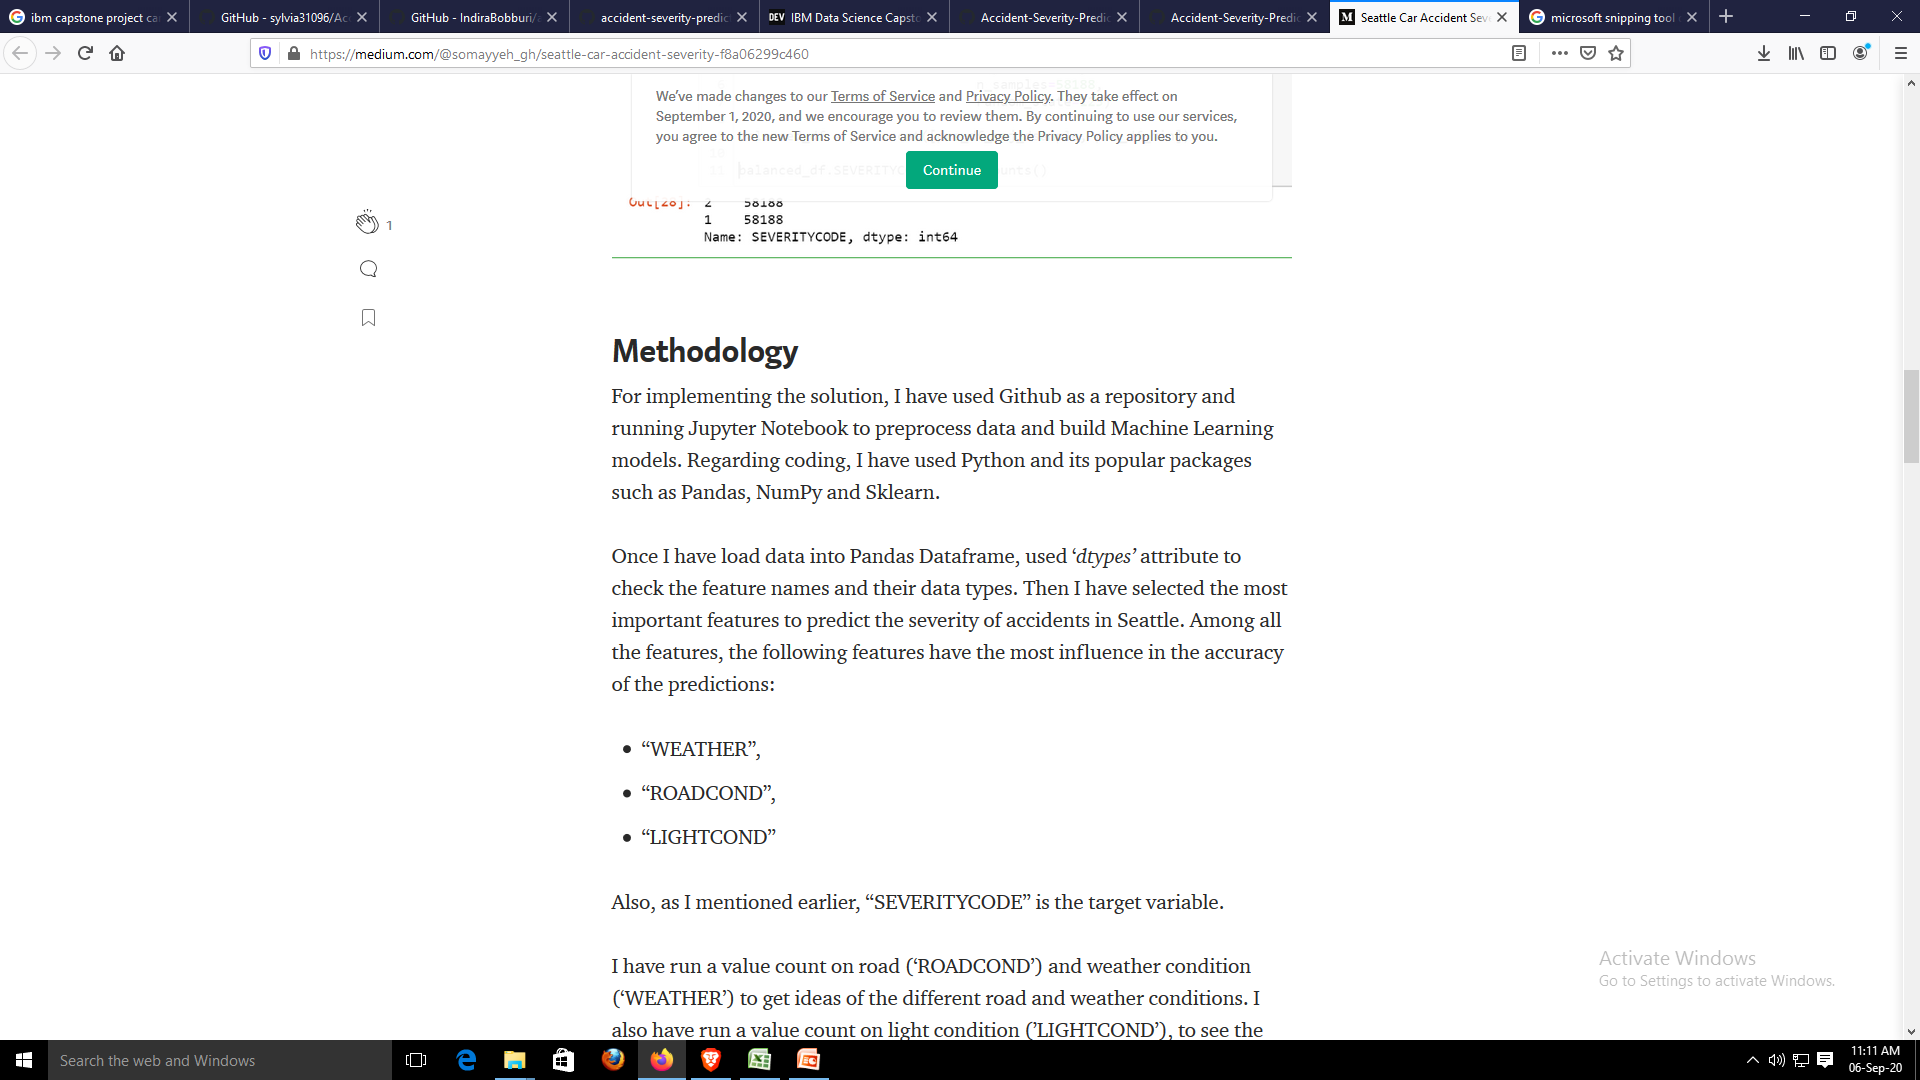 ibm capstone project ca
GitHub - sylvia31096/Ac
GitHub - IndiraBobburi/
accident-severity-predic
DEV IBM Data Science Capsto
Accident-Severity-Predic
Accident-Severity-Predic
M Seattle Car Accident Sev
microsoft snipping tool
https://medium.com/@somayyeh_gh/seattle-car-accident-severity-f8a06299c460
We've made changes to our Terms of Service and Privacy Policy. They take effect on
September 1, 2020, and we encourage you to review them. By continuing to use our services,
you agree to the new Terms of Service and acknowledge the Privacy Policy applies to you.
Continue
Out[28]: 2 58188
1 58188
Name: SEVERITYCODE, dtype: int64
1
Methodology
For implementing the solution, I have used Github as a repository and
running Jupyter Notebook to preprocess data and build Machine Learning
models. Regarding coding, I have used Python and its popular packages
such as Pandas, NumPy and Sklearn.
Once I have load data into Pandas Dataframe, used ‘dtypes’ attribute to
check the feature names and their data types. Then I have selected the most
important features to predict the severity of accidents in Seattle. Among all
the features, the following features have the most influence in the accuracy
of the predictions:
• “WEATHER”,
• “ROADCOND”,
• “LIGHTCOND”
Also, as I mentioned earlier, “SEVERITYCODE” is the target variable.
I have run a value count on road (‘ROADCOND’) and weather condition
(‘WEATHER’) to get ideas of the different road and weather conditions. I
also have run a value count on light condition (’LIGHTCOND’), to see the
Activate Windows
Go to Settings to activate Windows.
Search the web and Windows
11:11 AM
06-Sep-20